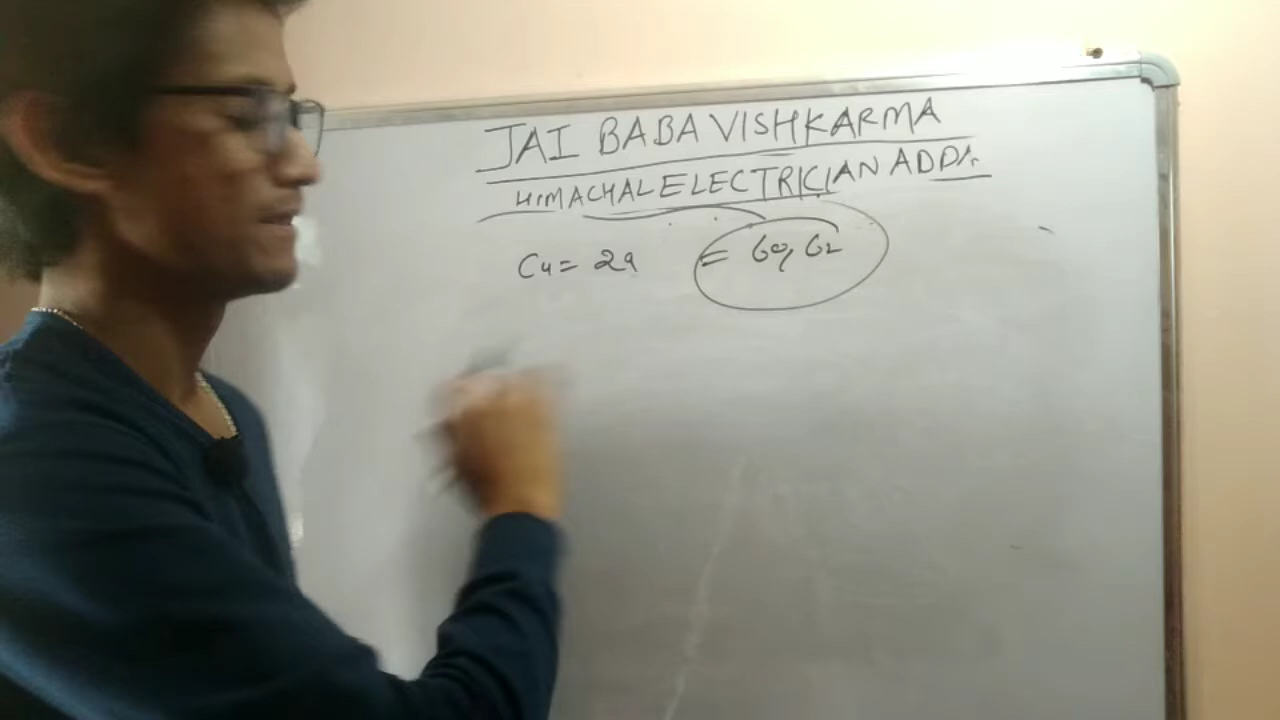 JAI BABA VISHKARMA
HIMACHAL ELECTRICIAN ADDA
Cu = 29 = 60, 62